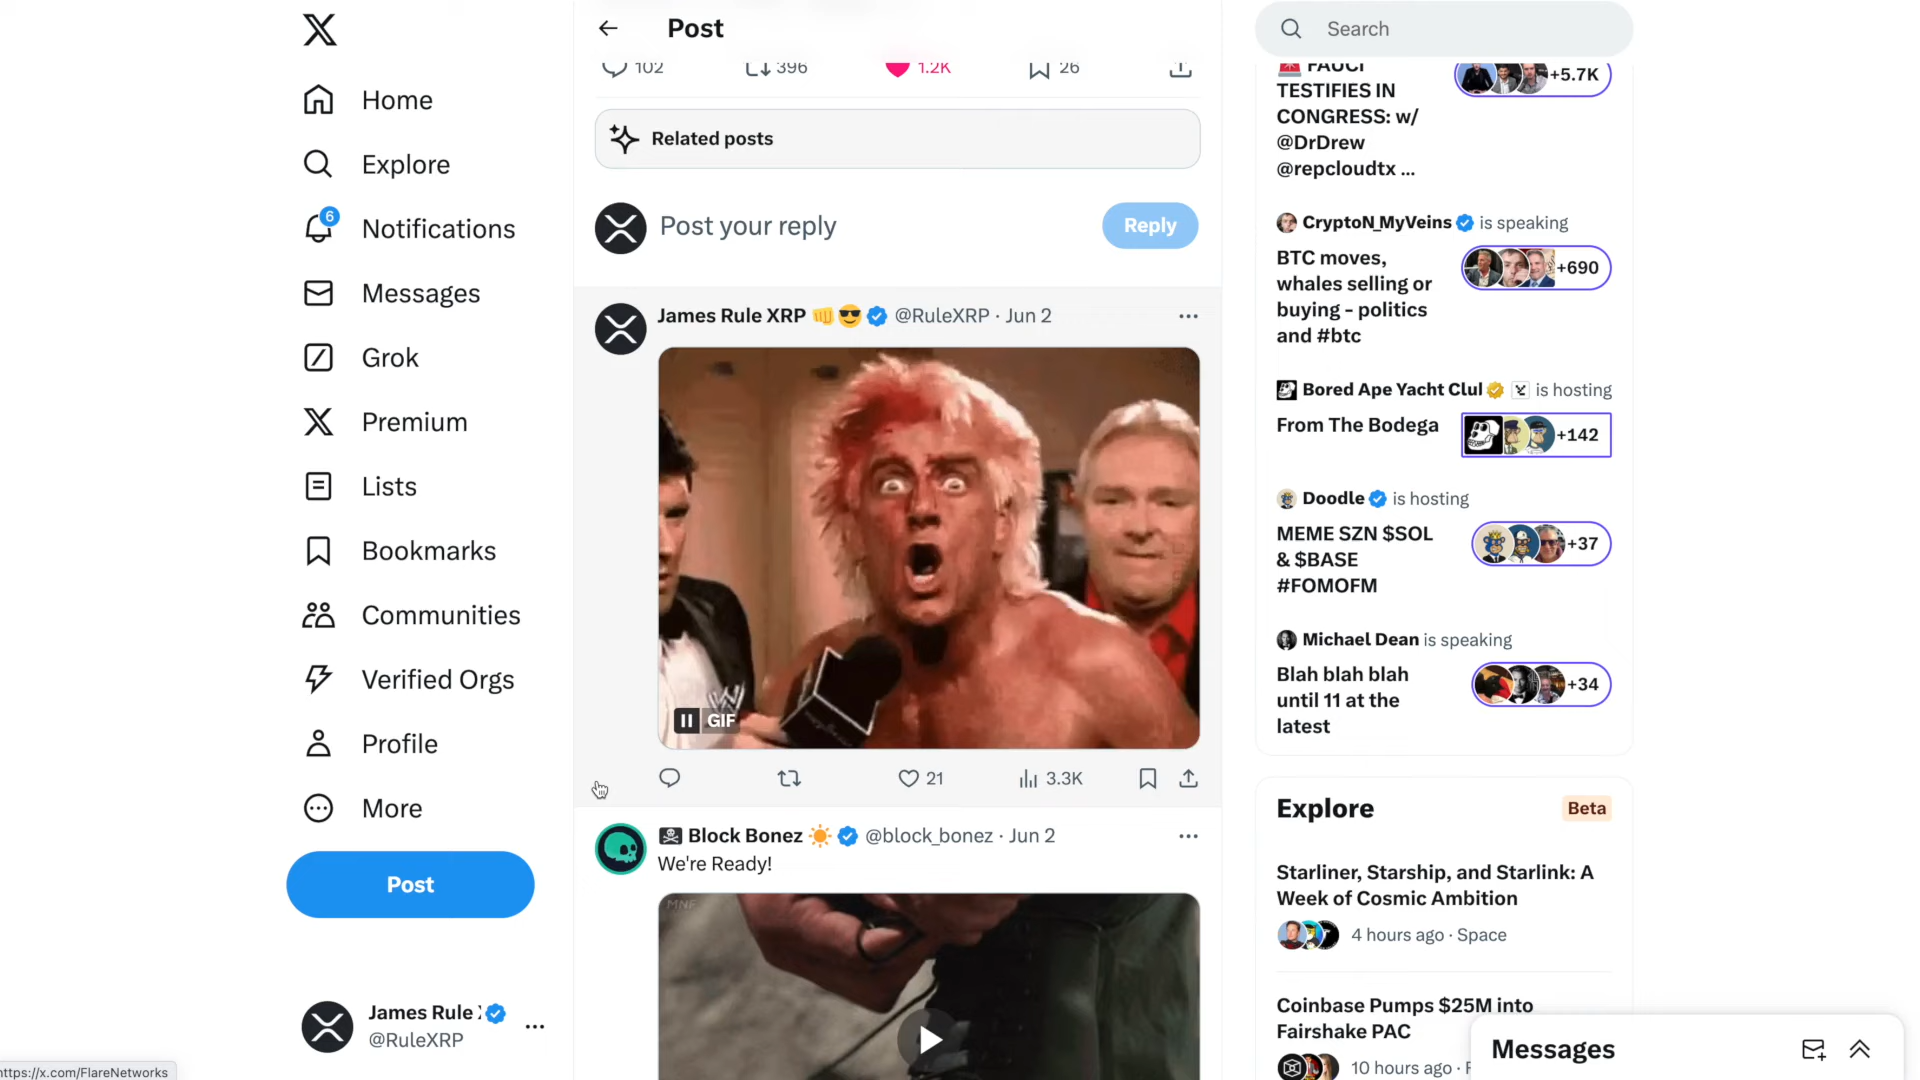 Home
Explore
6
Notifications
Messages
Grok
Premium
Lists
Bookmarks
Communities
Verified Orgs
Profile
More
Post
James Rule
@RuleXRP
https://x.com/FlareNetworks
Post
102
396
1.2K
26
Related posts
Post your reply
Reply
James Rule XRP @RuleXRP · Jun 2
GIF
21
3.3K
Block Bonez @block_bonez · Jun 2
We're Ready!
MNF
Search
FAUCI
TESTIFIES IN
CONGRESS: w/
@DrDrew
@repcloudtx ...
+5.7K
CryptoN_MyVeins is speaking
BTC moves,
whales selling or
buying - politics
and #btc
+690
Bored Ape Yacht Clul is hosting
From The Bodega
+142
Doodle is hosting
MEME SZN $SOL
& $BASE
#FOMOFM
+37
Michael Dean is speaking
Blah blah blah
until 11 at the
latest
+34
Explore
Beta
Starliner, Starship, and Starlink: A
Week of Cosmic Ambition
4 hours ago · Space
Coinbase Pumps $25M into
Fairshake PAC
10 hours ago ·
Messages